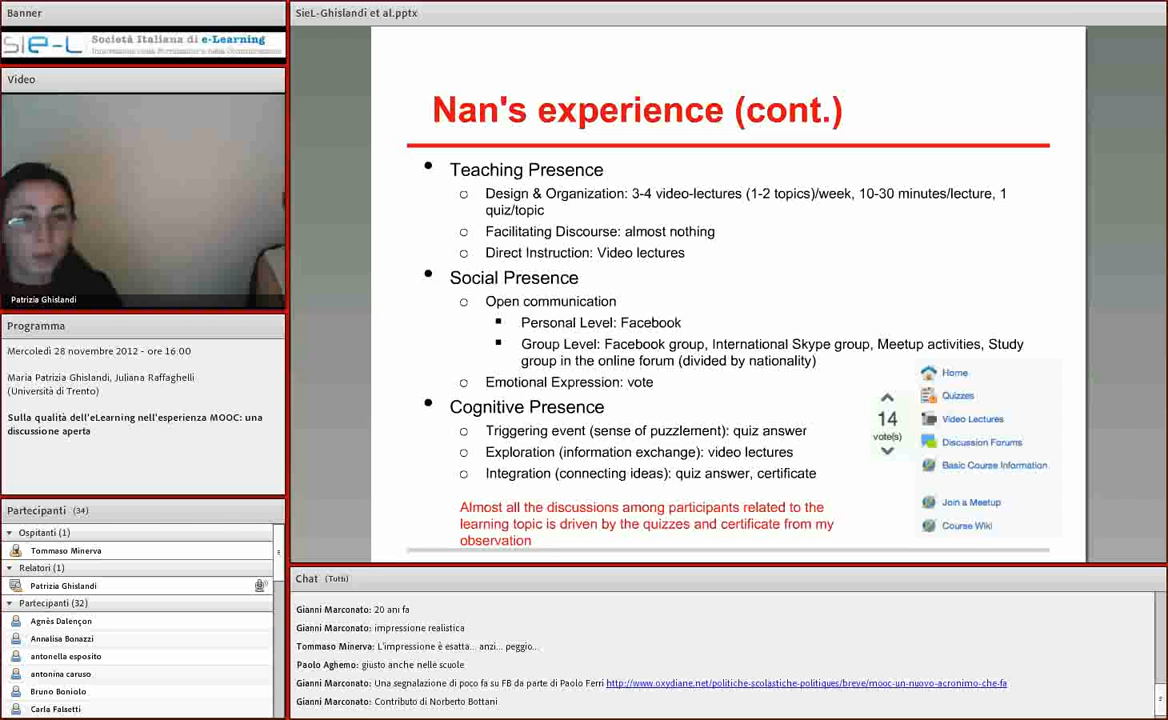 Banner
sie-L Società Italiana di e-Learning
Video
Patrizia Ghislandi
Programma
Mercoledì 28 novembre 2012 - ore 16:00
Maria Patrizia Ghislandi, Juliana Raffaghelli
(Università di Trento)
Sulla qualità dell'eLearning nell'esperienza MOOC: una
discussione aperta
Partecipanti (34)
Ospitanti (1)
Tommaso Minerva
Relatori (1)
Patrizia Ghislandi
Partecipanti (32)
Agnès Dalençon
Annalisa Bonazzi
antonella esposito
antonina caruso
Bruno Boniolo
Carla Falsetti
SieL-Ghislandi et al.pptx
Nan's experience (cont.)
• Teaching Presence
o Design & Organization: 3-4 video-lectures (1-2 topics)/week, 10-30 minutes/lecture, 1
quiz/topic
o Facilitating Discourse: almost nothing
o Direct Instruction: Video lectures
• Social Presence
o Open communication
▪ Personal Level: Facebook
▪ Group Level: Facebook group, International Skype group, Meetup activities, Study
group in the online forum (divided by nationality)
o Emotional Expression: vote
• Cognitive Presence
o Triggering event (sense of puzzlement): quiz answer
o Exploration (information exchange): video lectures
o Integration (connecting ideas): quiz answer, certificate
Almost all the discussions among participants related to the
learning topic is driven by the quizzes and certificate from my
observation
14
vote(s)
Home
Quizzes
Video Lectures
Discussion Forums
Basic Course Information
Join a Meetup
Course Wiki
Chat (Tutti)
Gianni Marconato: 20 ani fa
Gianni Marconato: impressione realistica
Tommaso Minerva: L'impressione è esatta... anzi... peggio...
Paolo Aghemo: giusto anche nelle scuole
Gianni Marconato: Una segnalazione di poco fa su FB da parte di Paolo Ferri http://www.oxydiane.net/politiche-scolastiche-politiques/breve/mooc-un-nuovo-acronimo-che-fa
Gianni Marconato: Contributo di Norberto Bottani